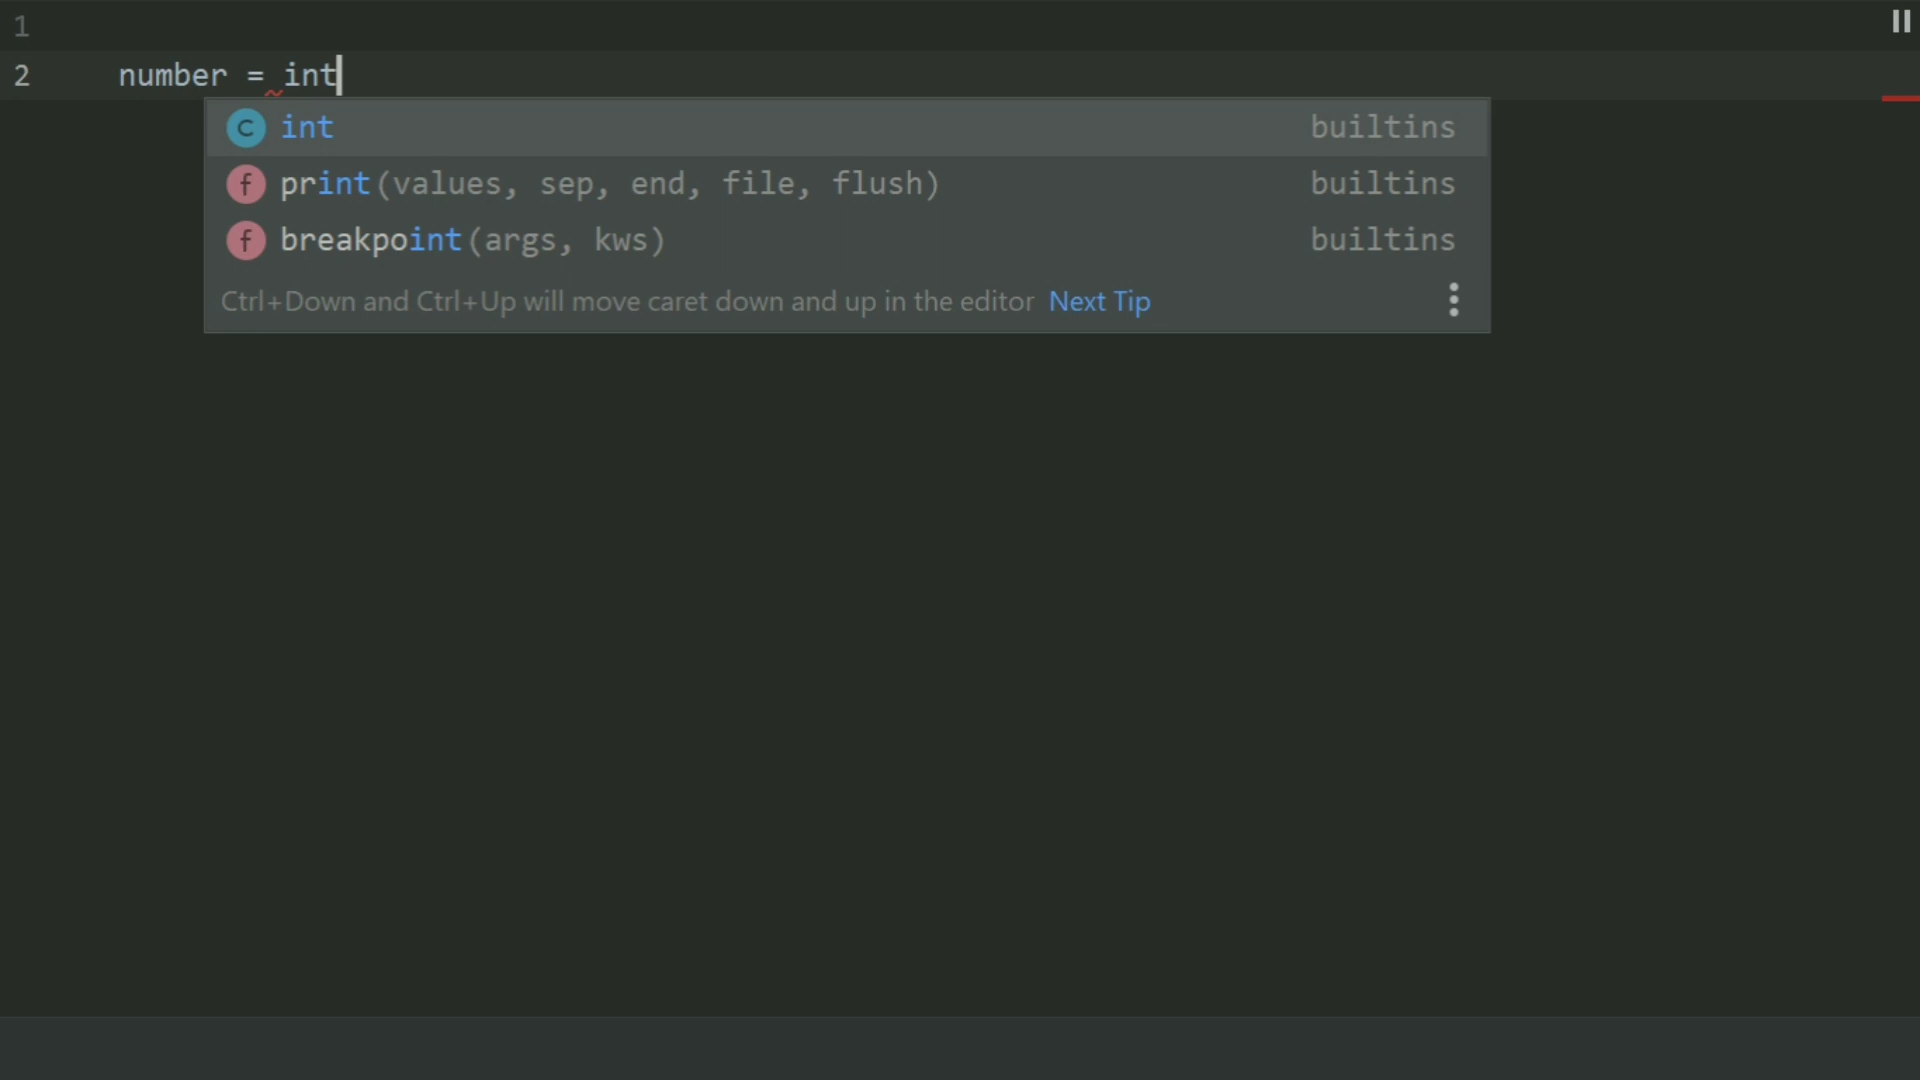 1
2 number = int
c int builtins
f print(values, sep, end, file, flush) builtins
f breakpoint(args, kws) builtins
Ctrl+Down and Ctrl+Up will move caret down and up in the editor Next Tip